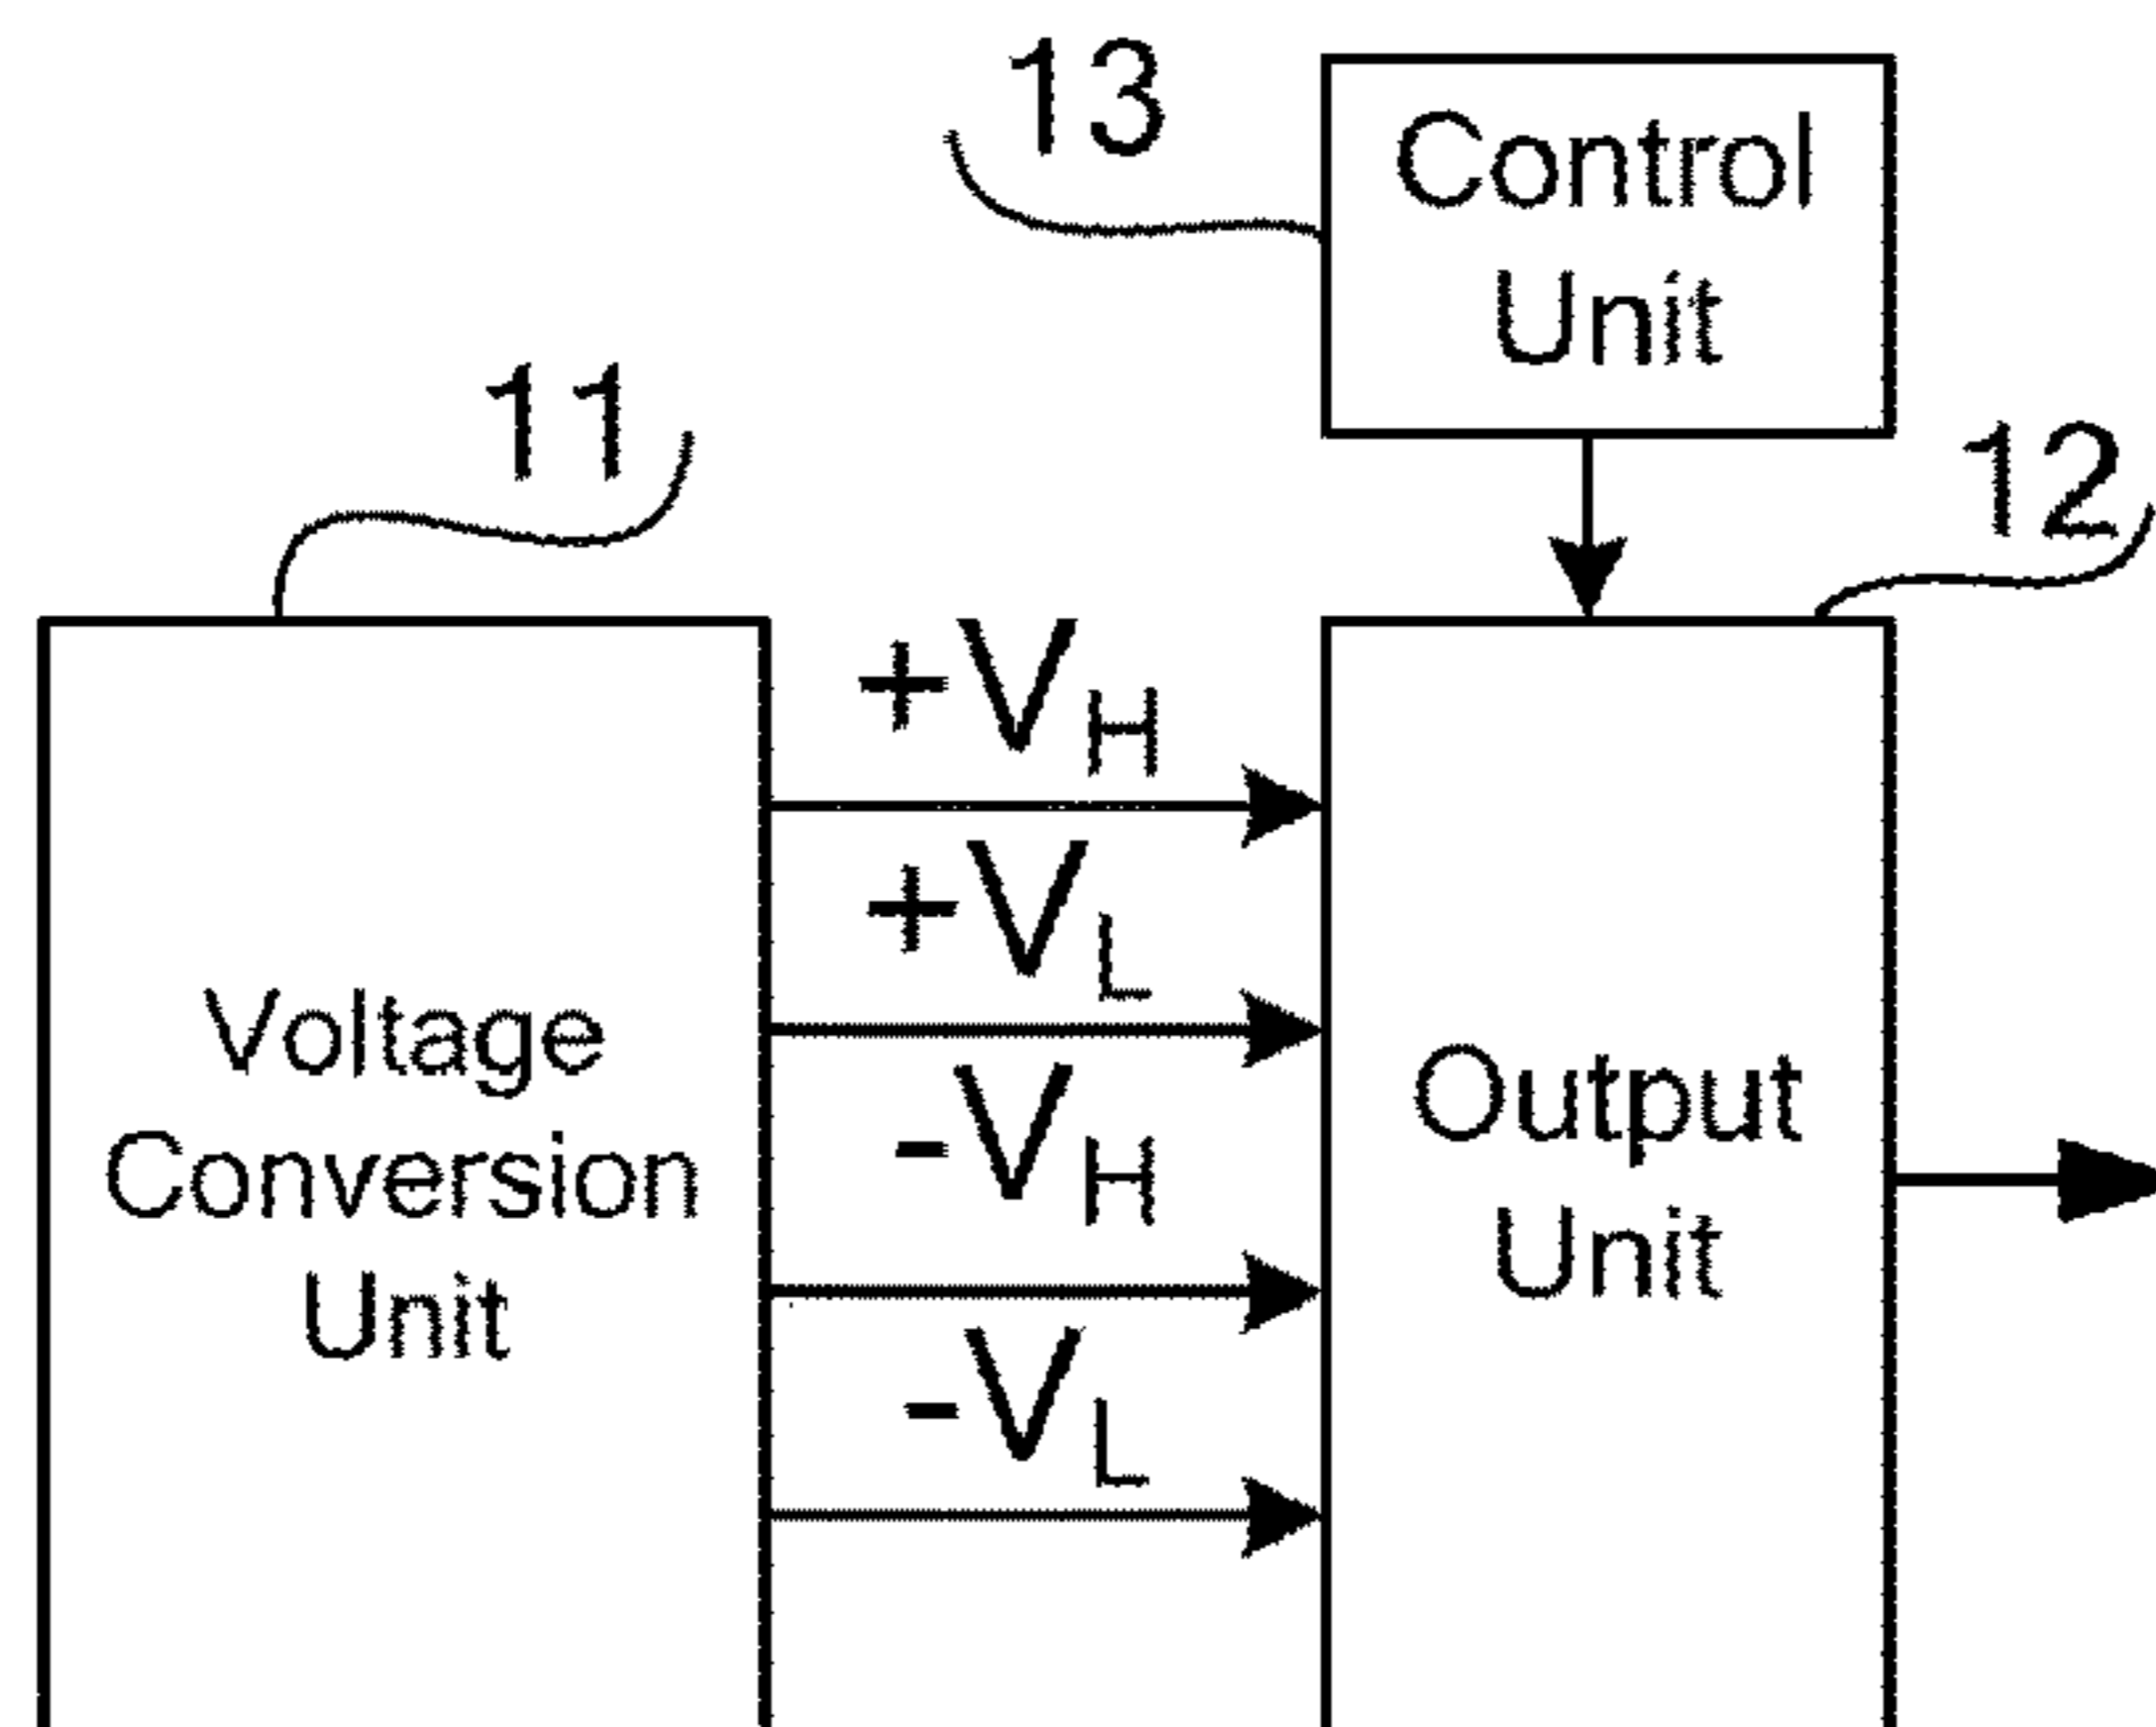 13
Control
Unit
11
12
+VH
+VL
-VH
-VL
Voltage
Conversion
Unit
Output
Unit